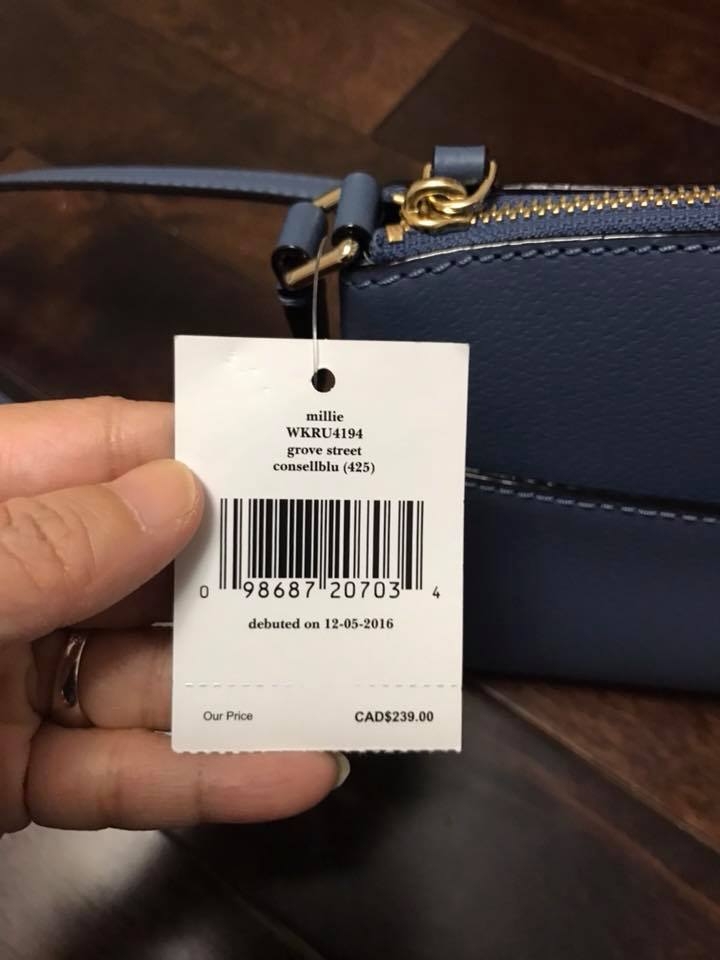 millie
WKRU4194
grove street
consellblu (425)
0 98687 20703 4
debuted on 12-05-2016
Our Price CAD$239.00